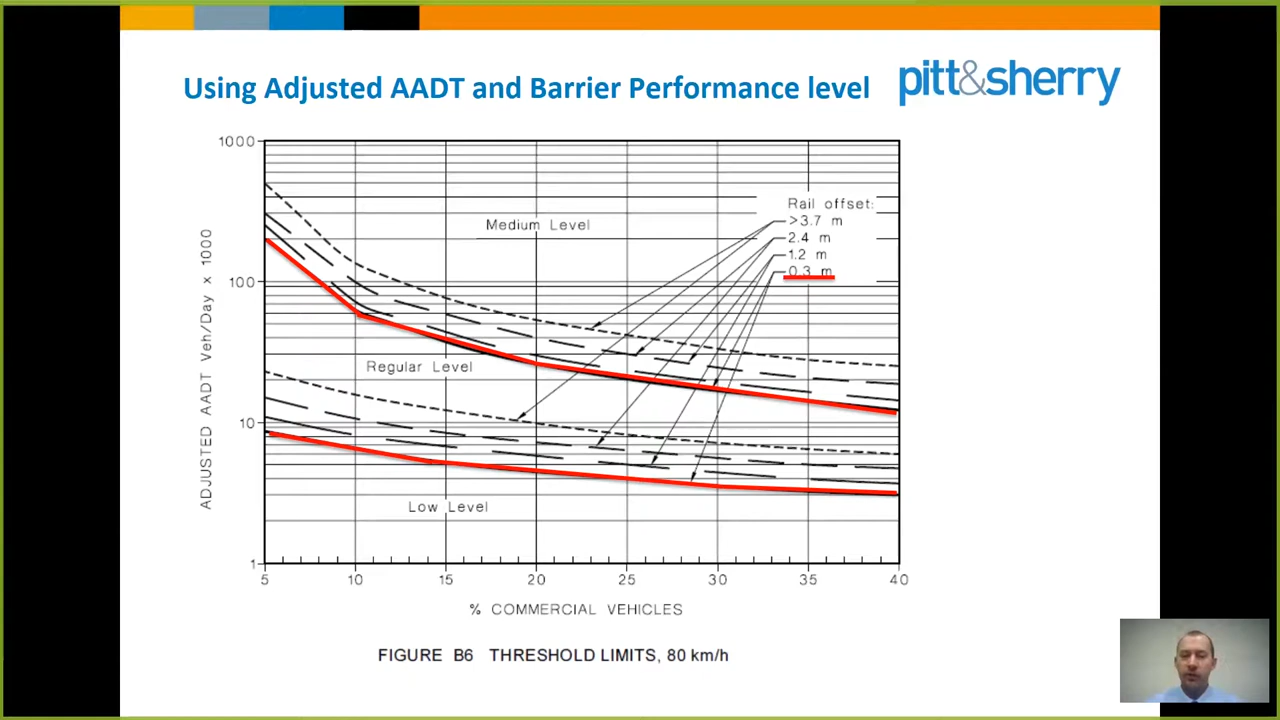 Using Adjusted AADT and Barrier Performance level
pitt&sherry
1000
100
10
1
ADJUSTED AADT Veh/Day x 1000
Medium Level
Rail offset:
>3.7 m
2.4 m
1.2 m
0.3 m
Regular Level
Low Level
5 10 15 20 25 30 35 40
% COMMERCIAL VEHICLES
FIGURE B6 THRESHOLD LIMITS, 80 km/h